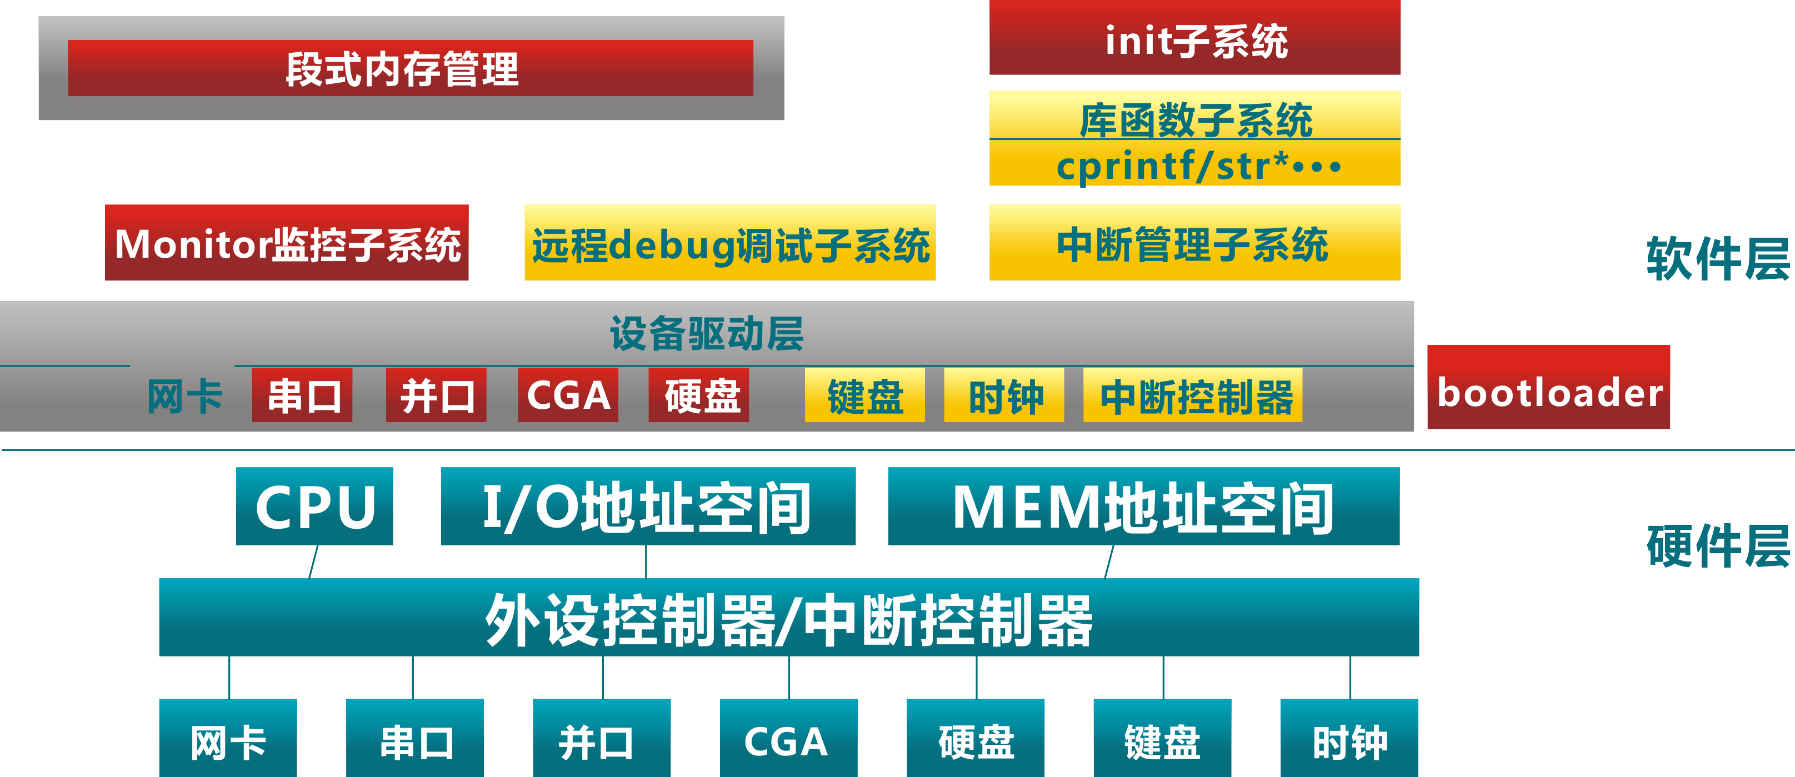 段式内存管理
init子系统
库函数子系统
cprintf/str*•••
Monitor监控子系统
远程debug调试子系统
中断管理子系统
软件层
设备驱动层
网卡
串口
并口
CGA
硬盘
键盘
时钟
中断控制器
bootloader
CPU
I/O地址空间
MEM地址空间
硬件层
外设控制器/中断控制器
网卡
串口
并口
CGA
硬盘
键盘
时钟